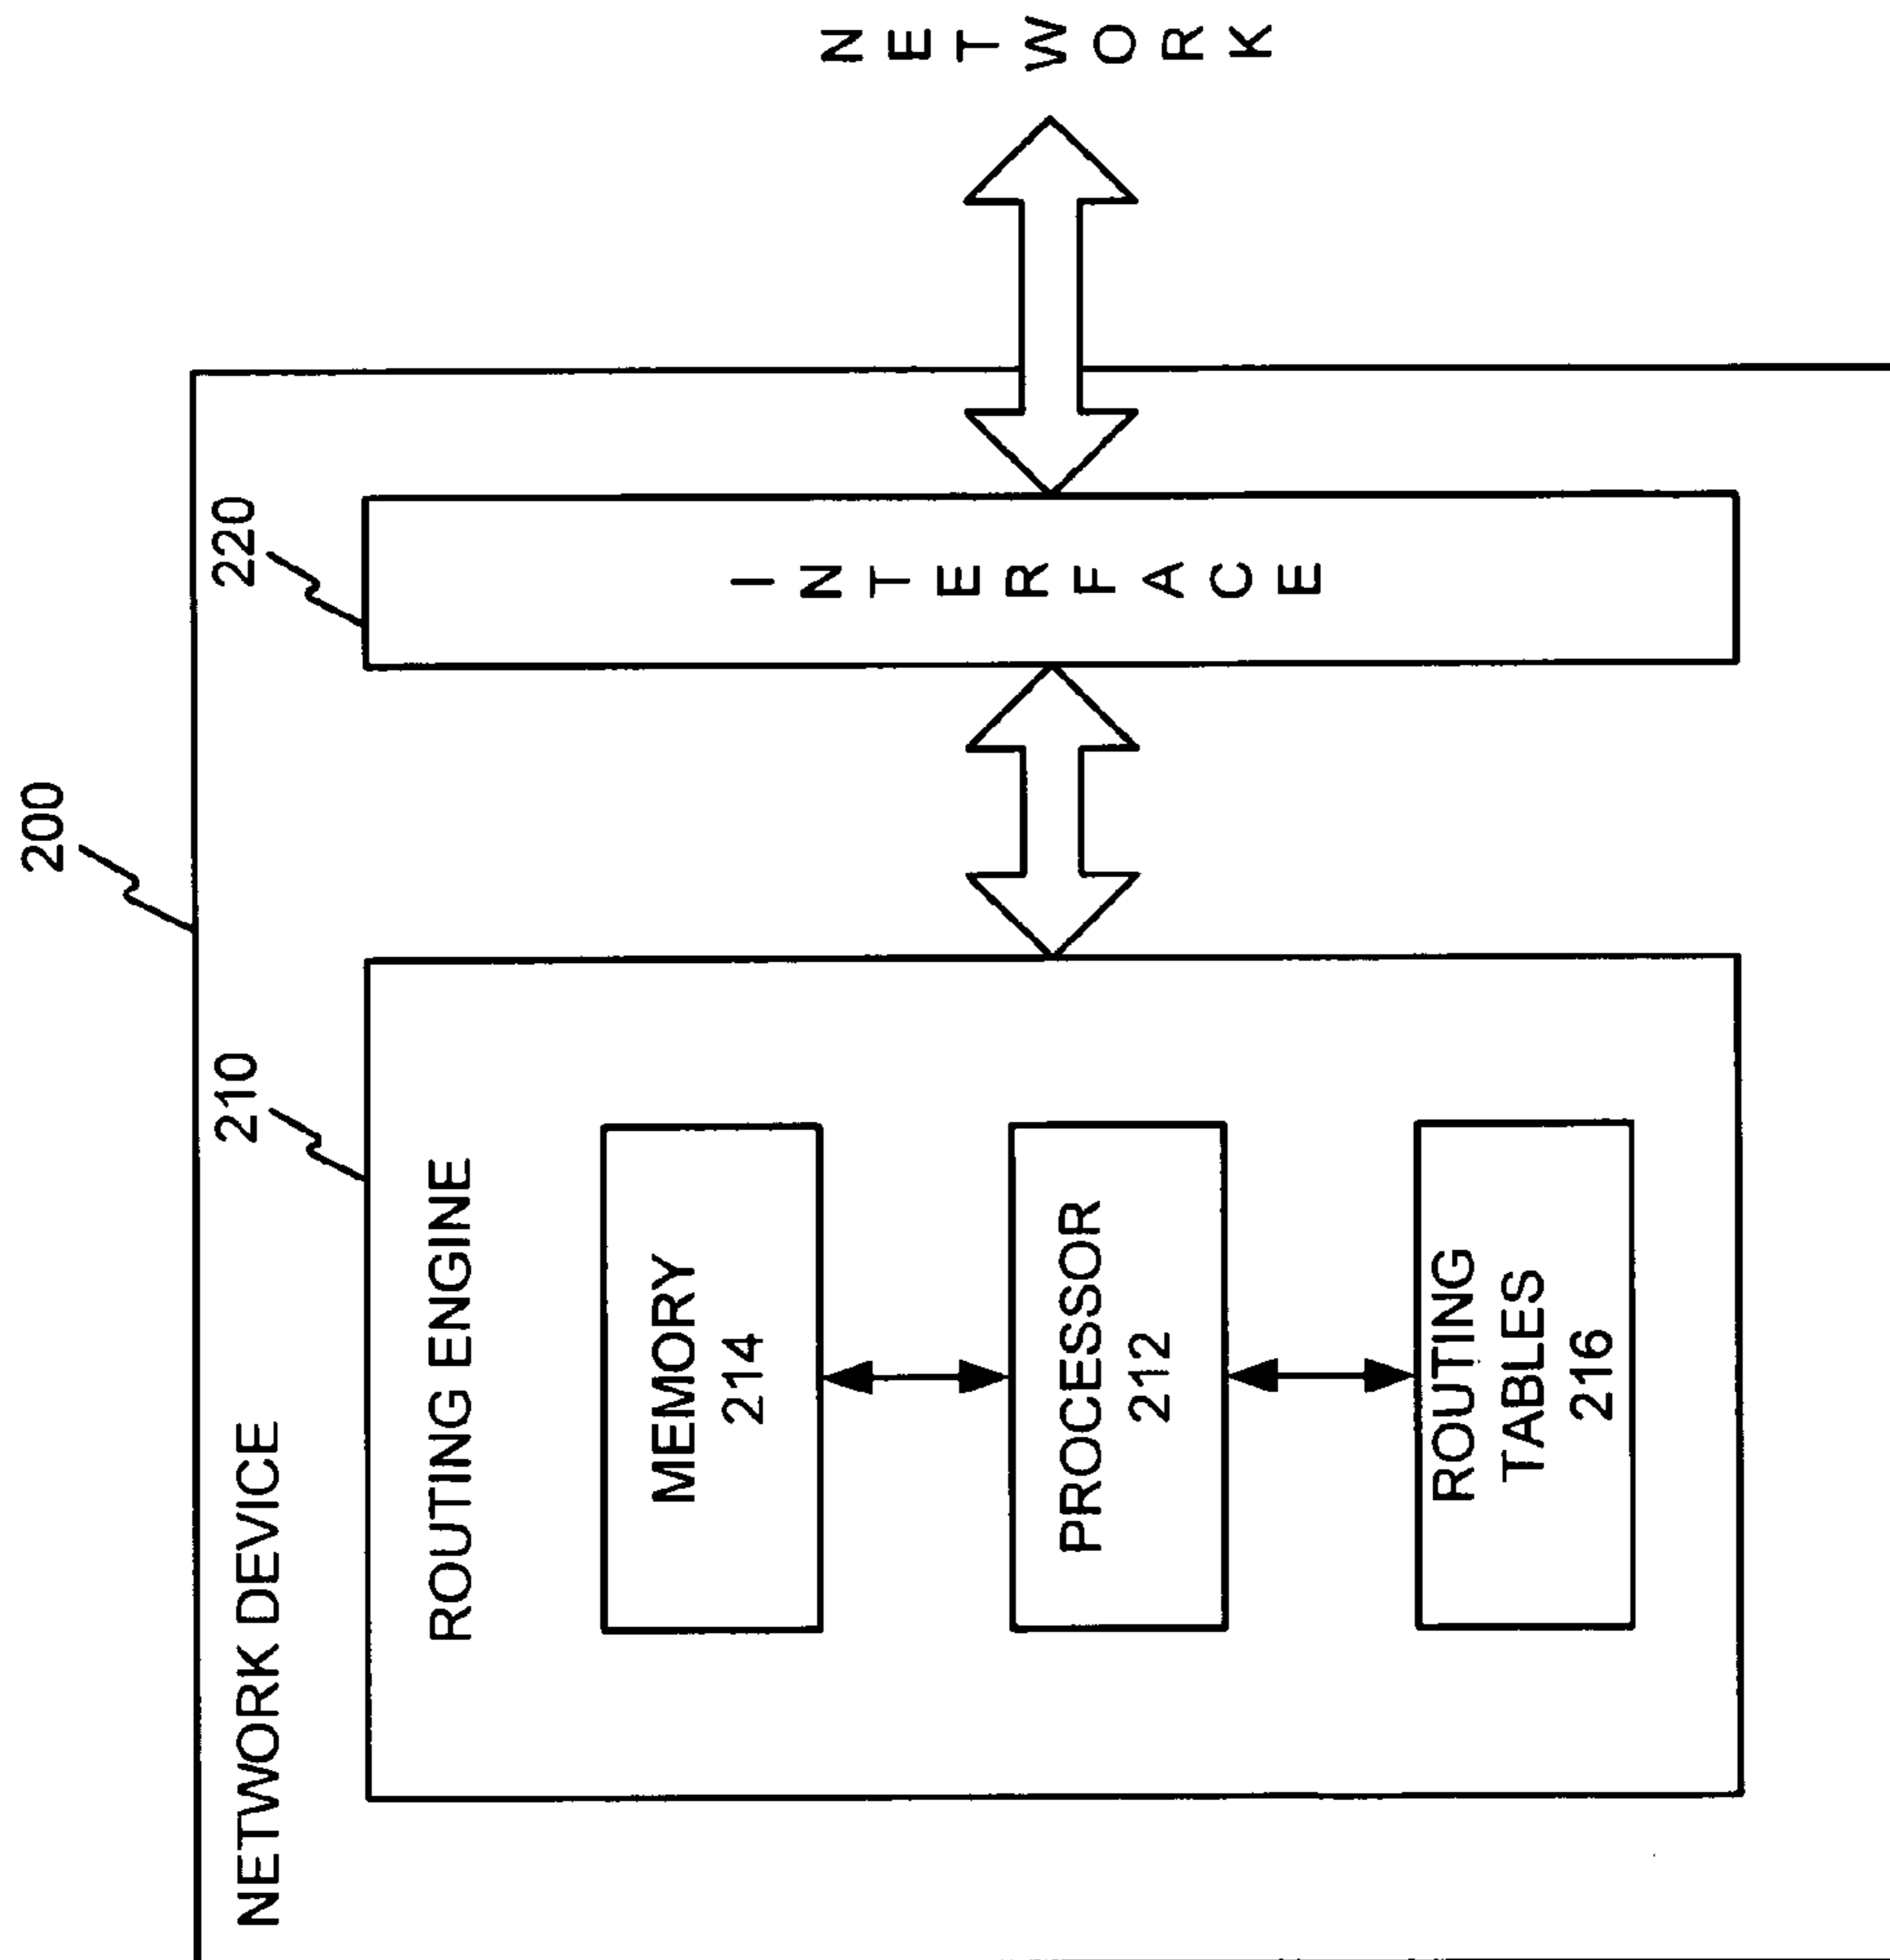 200
NETWORK DEVICE
210
220
ROUTING ENGINE
MEMORY
214
PROCESSOR
212
ROUTING
TABLES
216
INTERFACE
NETWORK